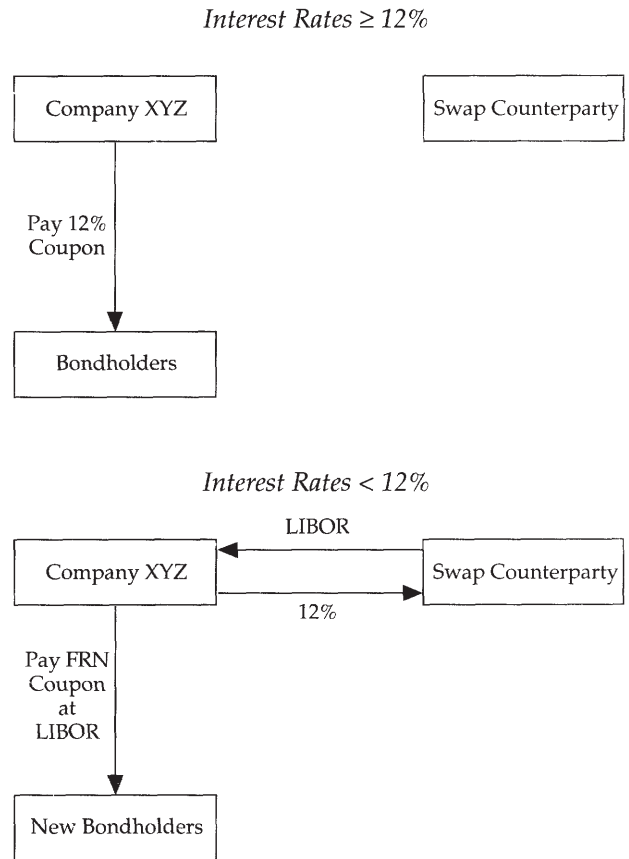 Interest Rates ≥ 12%
Company XYZ
Swap Counterparty
Pay 12%
Coupon
Bondholders
Interest Rates < 12%
LIBOR
Company XYZ
Swap Counterparty
12%
Pay FRN
Coupon
at
LIBOR
New Bondholders